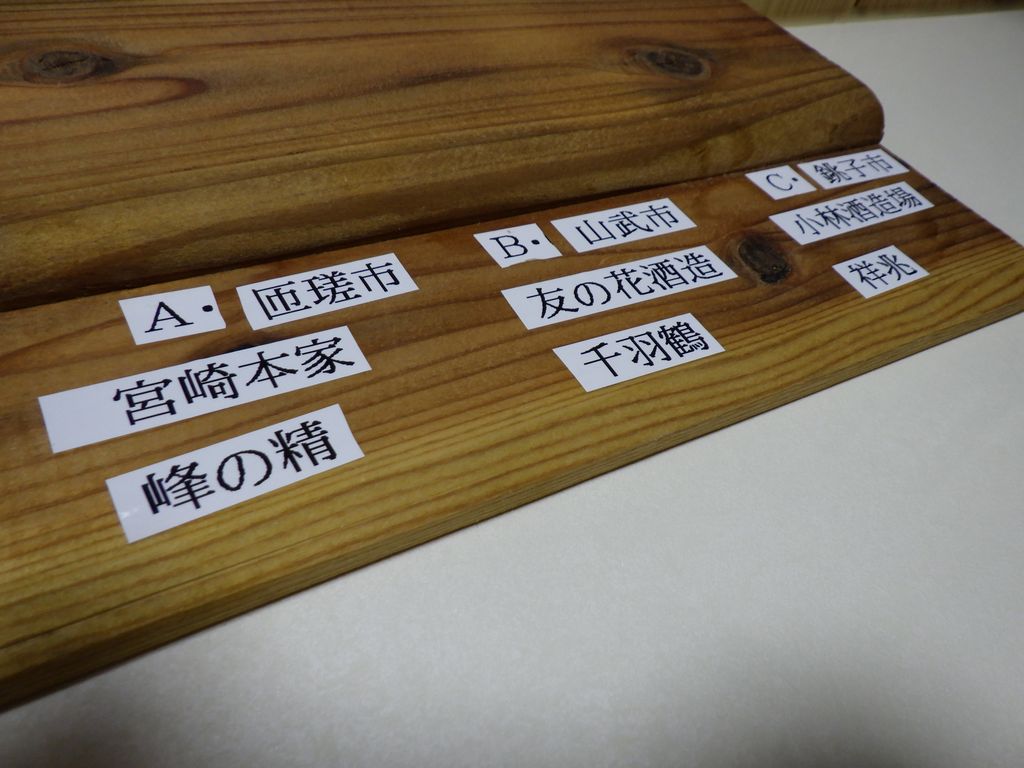 A・ 匝瑳市
宮崎本家
峰の精
B・ 山武市
友の花酒造
千羽鶴
C・ 銚子市
小林酒造場
祥兆